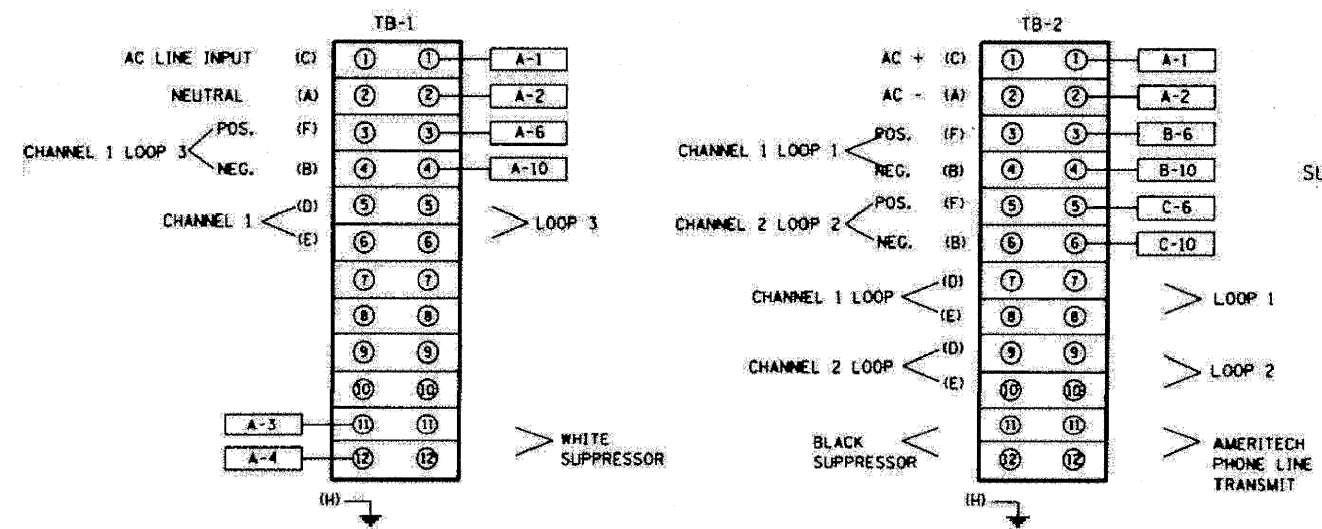 TB-1
AC LINE INPUT (C) 1 1 A-1
NEUTRAL (A) 2 2 A-2
CHANNEL 1 LOOP 3
POS. (F) 3 3 A-6
NEG. (B) 4 4 A-10
CHANNEL 1
(D) 5 5
(E) 6 6
LOOP 3
7 7
8 8
9 9
10 10
A-3 11 11
A-4 12 12
WHITE
SUPPRESSOR
(H)
TB-2
AC + (C) 1 1 A-1
AC - (A) 2 2 A-2
CHANNEL 1 LOOP 1
POS. (F) 3 3 B-6
NEG. (B) 4 4 B-10
CHANNEL 2 LOOP 2
POS. (F) 5 5 C-6
NEG. (B) 6 6 C-10
CHANNEL 1 LOOP
(D) 7 7
(E) 8 8
LOOP 1
CHANNEL 2 LOOP
(D) 9 9
(E) 10 10
LOOP 2
BLACK
SUPPRESSOR
11 11
12 12
AMERITECH
PHONE LINE
TRANSMIT
(H)